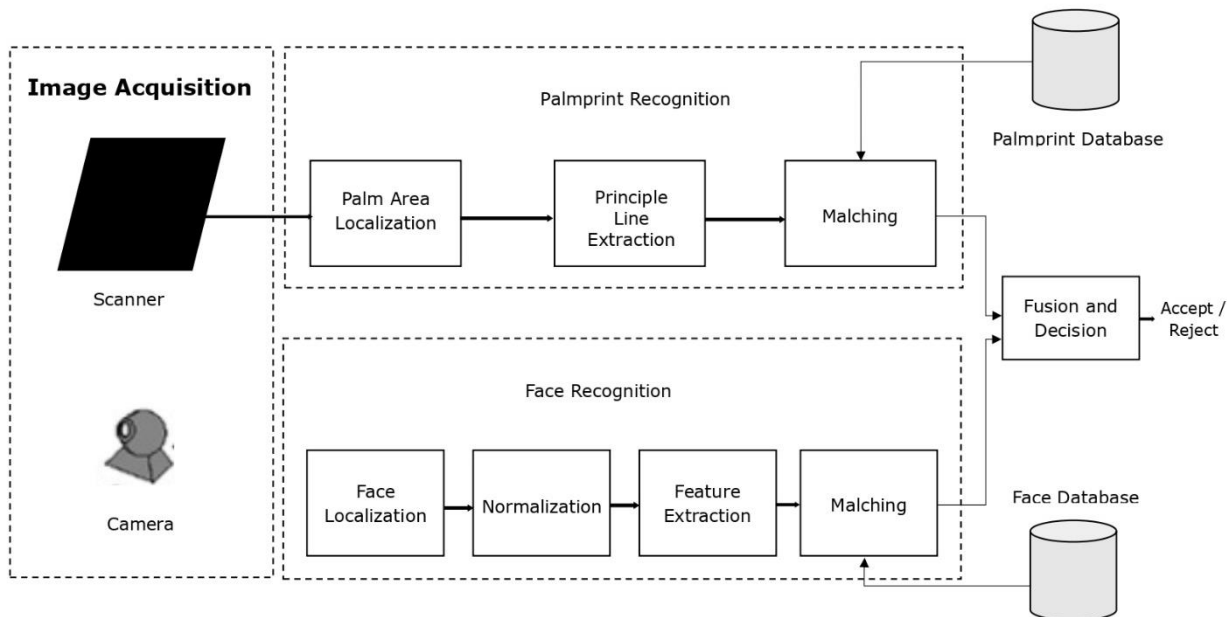 Image Acquisition
Scanner
Camera
Palmprint Recognition
Palm Area
Localization
Principle
Line
Extraction
Malching
Palmprint Database
Face Recognition
Face
Localization
Normalization
Feature
Extraction
Malching
Face Database
Fusion and
Decision
Accept /
Reject